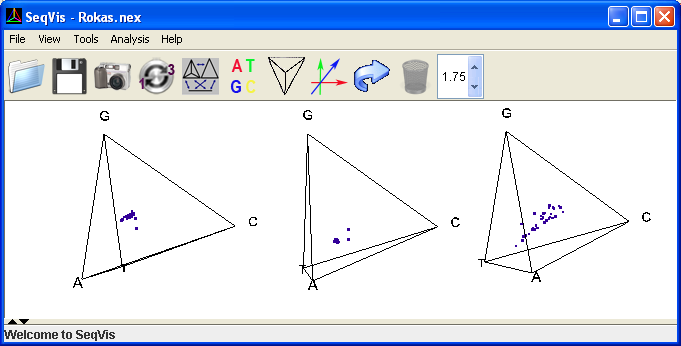 SeqVis - Rokas.nex
File View Tools Analysis Help
1 3
A T
G C
1.75
G G G
C C C
T T T
A A A
Welcome to SeqVis